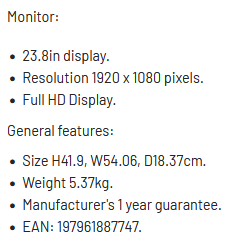 Monitor:
• 23.8in display.
• Resolution 1920 x 1080 pixels.
• Full HD Display.
General features:
• Size H41.9, W54.06, D18.37cm.
• Weight 5.37kg.
• Manufacturer's 1 year guarantee.
• EAN: 197961887747.